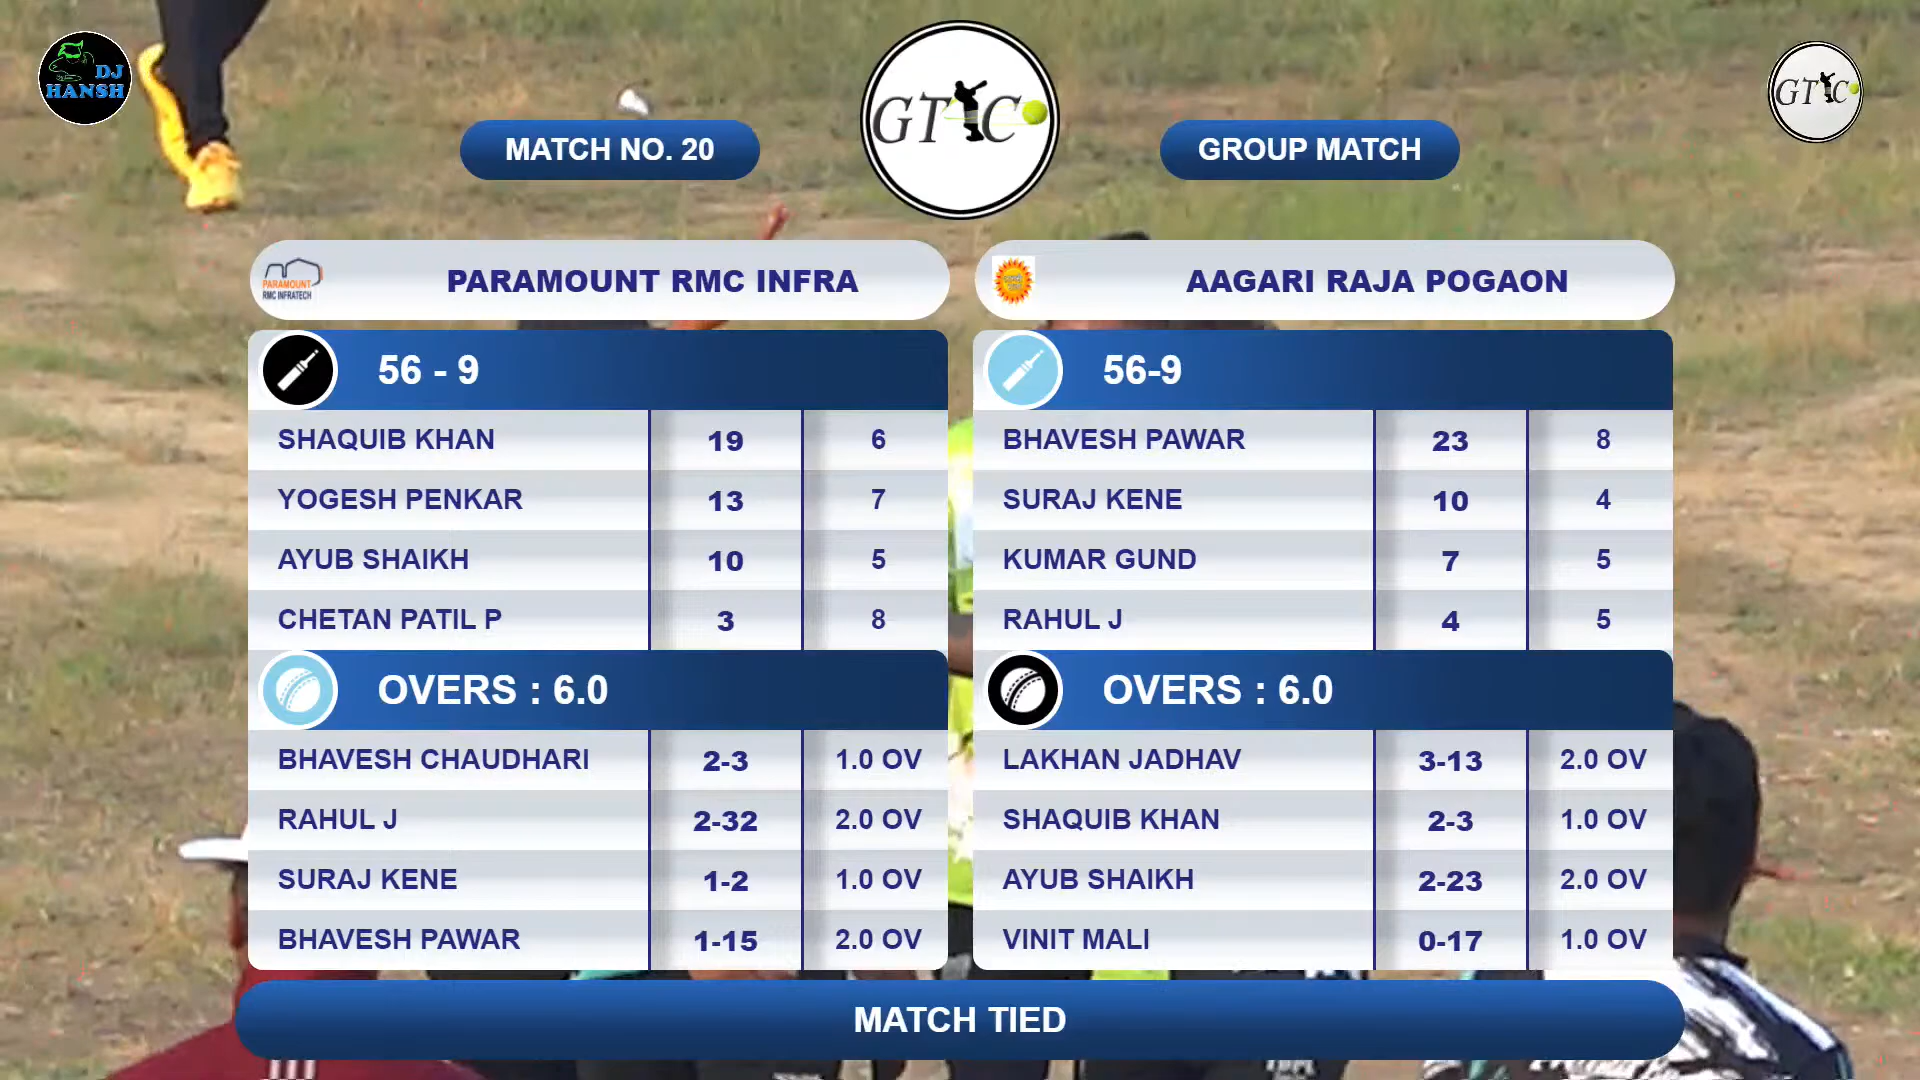 DJ
HANSH
GTC
GTC
MATCH NO. 20
GROUP MATCH
PARAMOUNT
RMC INFRATECH
PARAMOUNT RMC INFRA
AAGARI RAJA POGAON
56 - 9
SHAQUIB KHAN 19 6
YOGESH PENKAR 13 7
AYUB SHAIKH 10 5
CHETAN PATIL P 3 8
OVERS : 6.0
BHAVESH CHAUDHARI 2-3 1.0 OV
RAHUL J 2-32 2.0 OV
SURAJ KENE 1-2 1.0 OV
BHAVESH PAWAR 1-15 2.0 OV
56-9
BHAVESH PAWAR 23 8
SURAJ KENE 10 4
KUMAR GUND 7 5
RAHUL J 4 5
OVERS : 6.0
LAKHAN JADHAV 3-13 2.0 OV
SHAQUIB KHAN 2-3 1.0 OV
AYUB SHAIKH 2-23 2.0 OV
VINIT MALI 0-17 1.0 OV
MATCH TIED